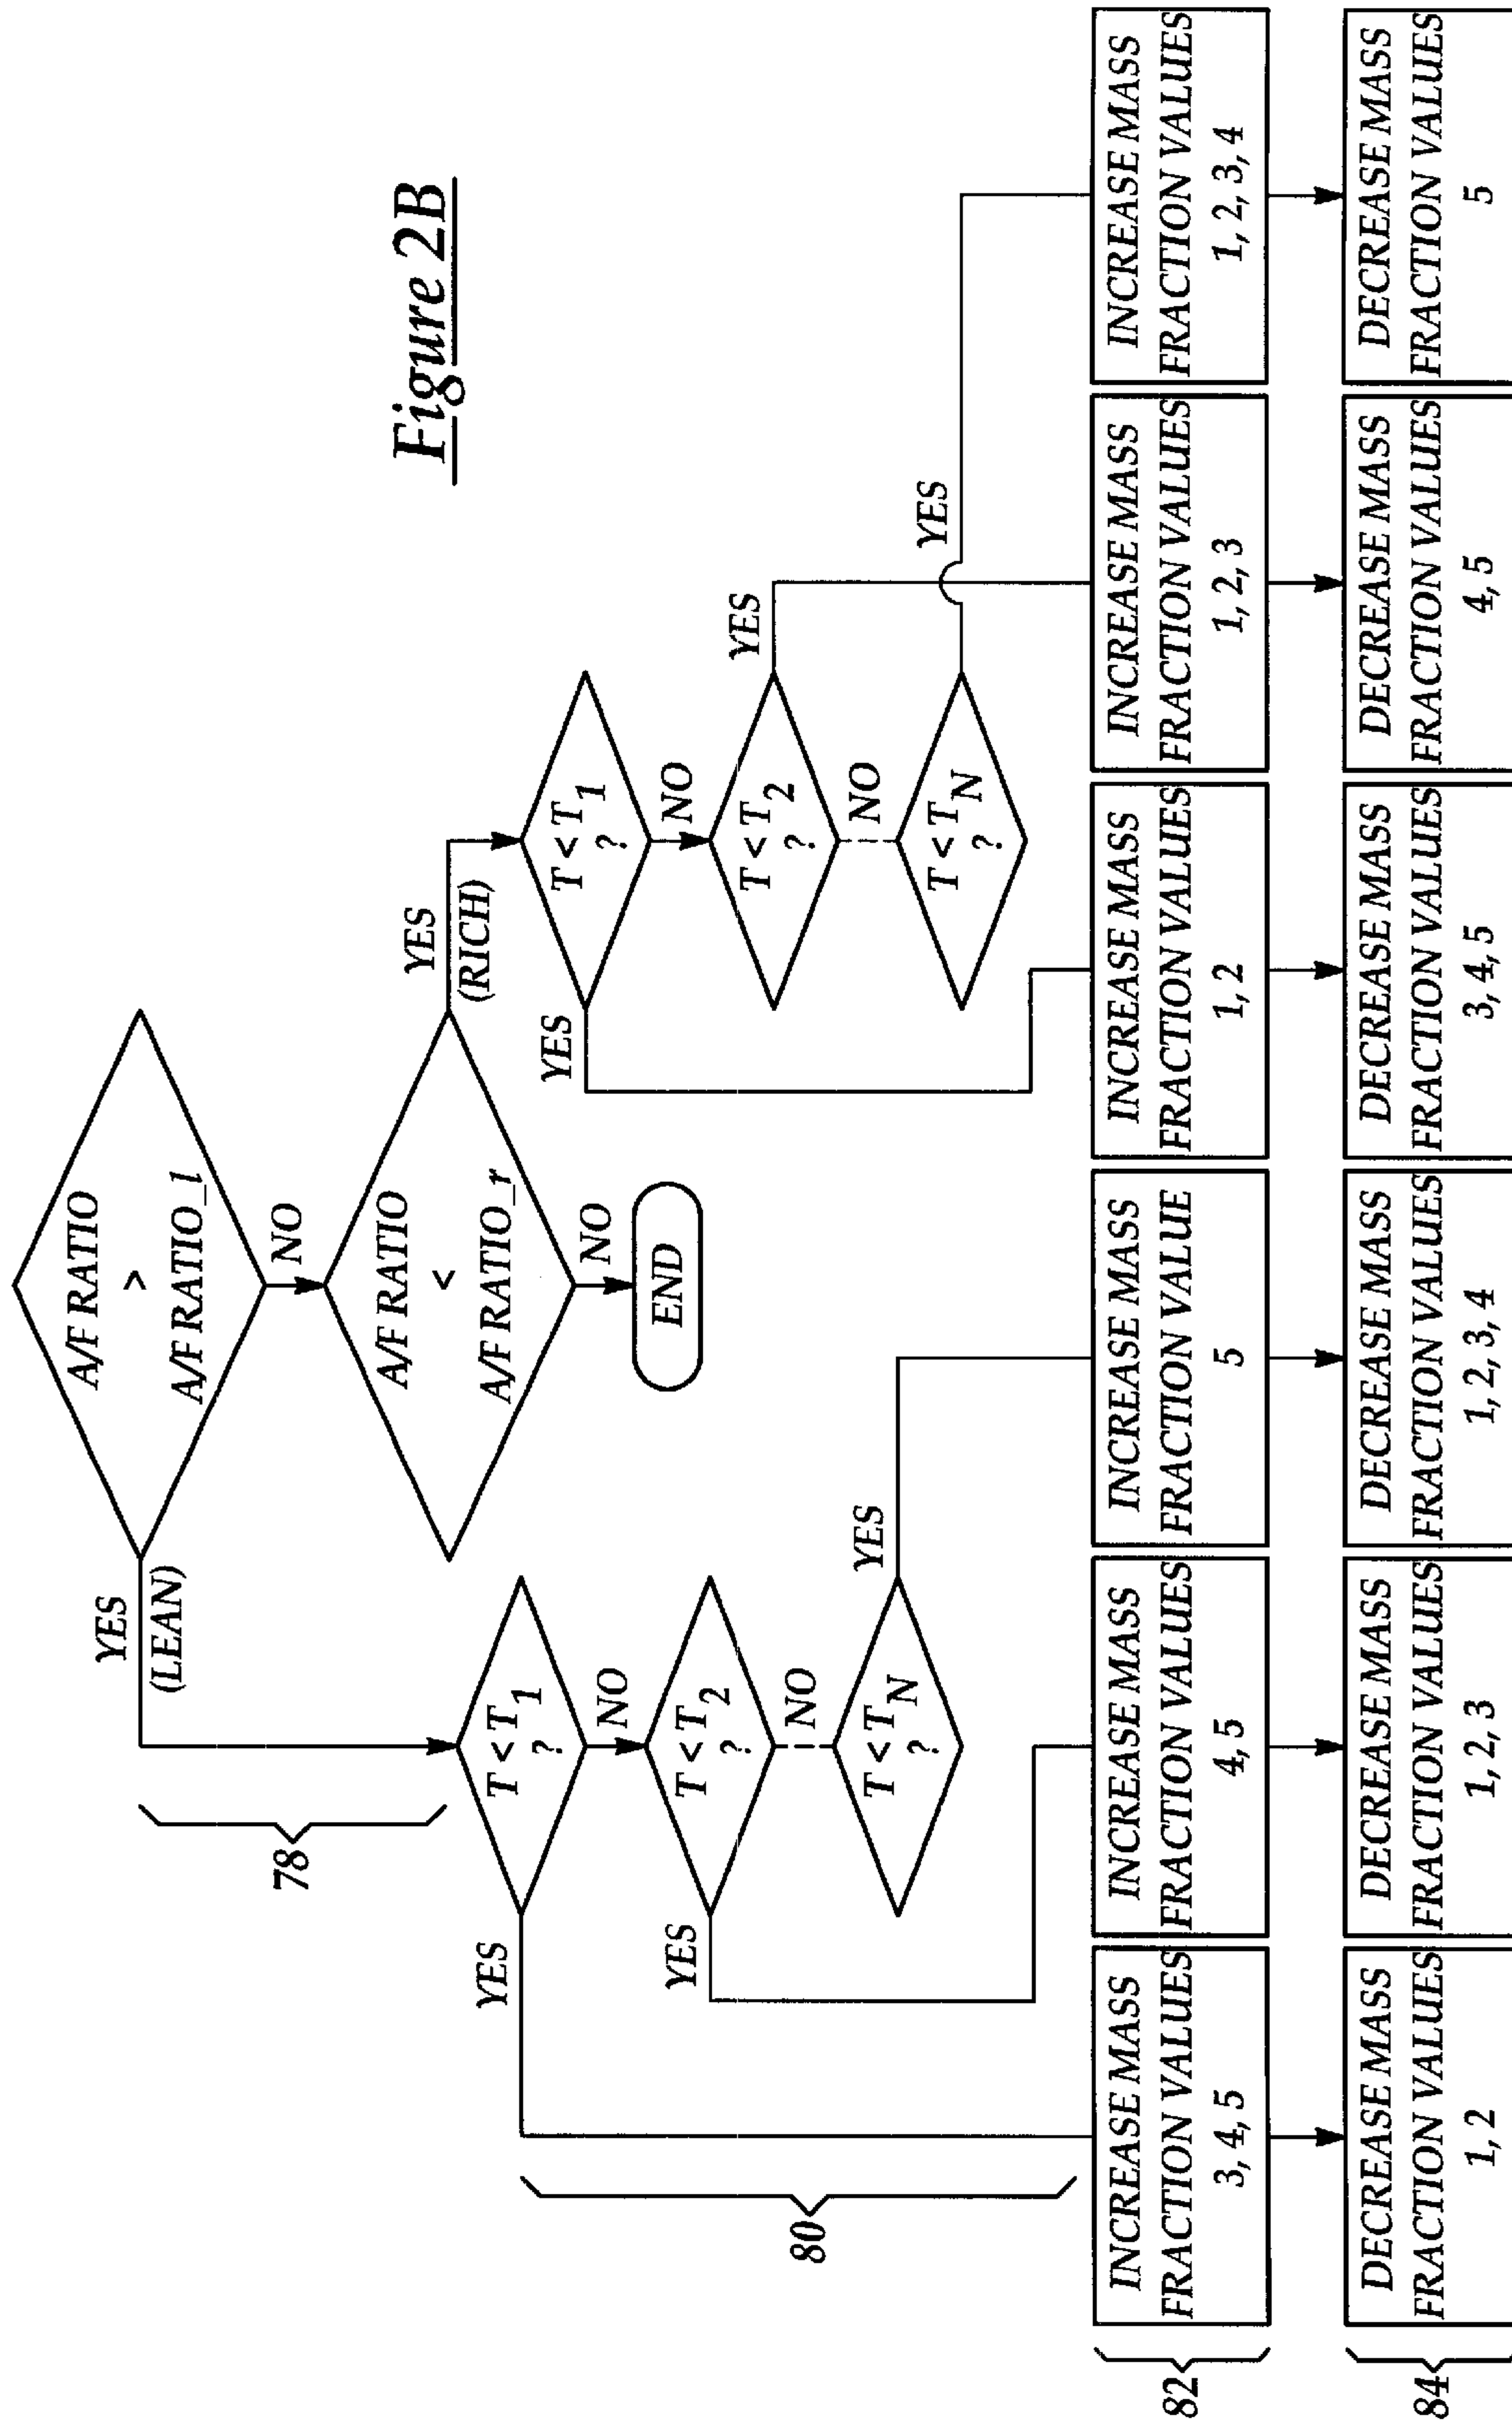 Figure 2B
A/F RATIO
>
A/F RATIO_l
YES
(LEAN)
NO
A/F RATIO
<
A/F RATIO_r
YES
(RICH)
NO
END
78
T < T1
?
YES
NO
T < T2
?
YES
NO
T < TN
?
YES
T < T1
?
YES
NO
T < T2
?
YES
NO
T < TN
?
YES
80
82
INCREASE MASS
FRACTION VALUES
3, 4, 5
INCREASE MASS
FRACTION VALUES
4, 5
INCREASE MASS
FRACTION VALUE
5
INCREASE MASS
FRACTION VALUES
1, 2
INCREASE MASS
FRACTION VALUES
1, 2, 3
INCREASE MASS
FRACTION VALUES
1, 2, 3, 4
84
DECREASE MASS
FRACTION VALUES
1, 2
DECREASE MASS
FRACTION VALUES
1, 2, 3
DECREASE MASS
FRACTION VALUES
1, 2, 3, 4
DECREASE MASS
FRACTION VALUES
3, 4, 5
DECREASE MASS
FRACTION VALUES
4, 5
DECREASE MASS
FRACTION VALUES
5